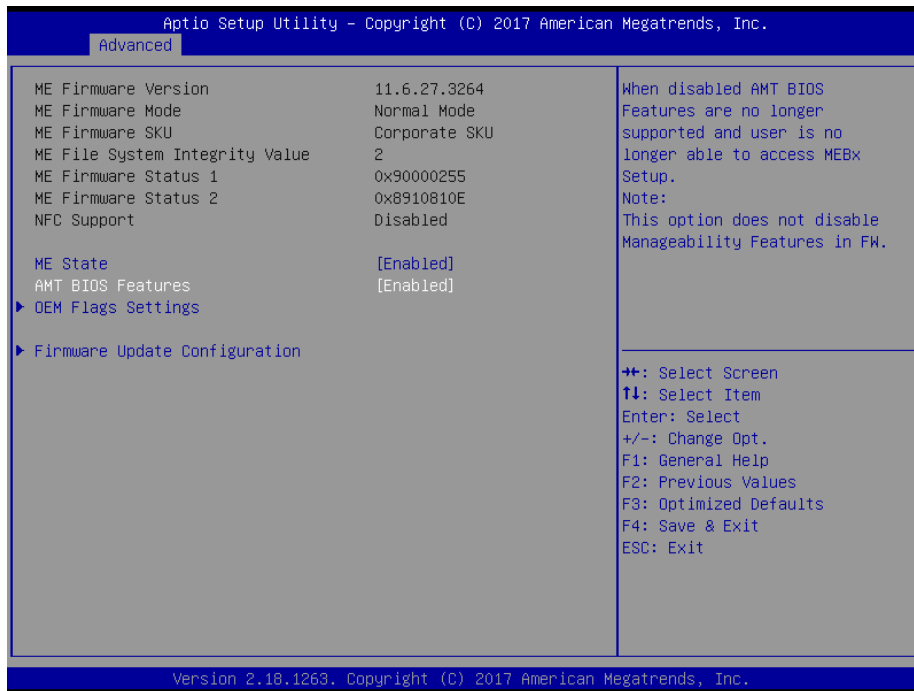 Aptio Setup Utility – Copyright (C) 2017 American Megatrends, Inc.
Advanced
ME Firmware Version 11.6.27.3264
ME Firmware Mode Normal Mode
ME Firmware SKU Corporate SKU
ME File System Integrity Value 2
ME Firmware Status 1 0x90000255
ME Firmware Status 2 0x8910810E
NFC Support Disabled
ME State [Enabled]
AMT BIOS Features [Enabled]
OEM Flags Settings
Firmware Update Configuration
When disabled AMT BIOS
Features are no longer
supported and user is no
longer able to access MEBx
Setup.
Note:
This option does not disable
Manageability Features in FW.
→←: Select Screen
↑↓: Select Item
Enter: Select
+/-: Change Opt.
F1: General Help
F2: Previous Values
F3: Optimized Defaults
F4: Save & Exit
ESC: Exit
Version 2.18.1263. Copyright (C) 2017 American Megatrends, Inc.